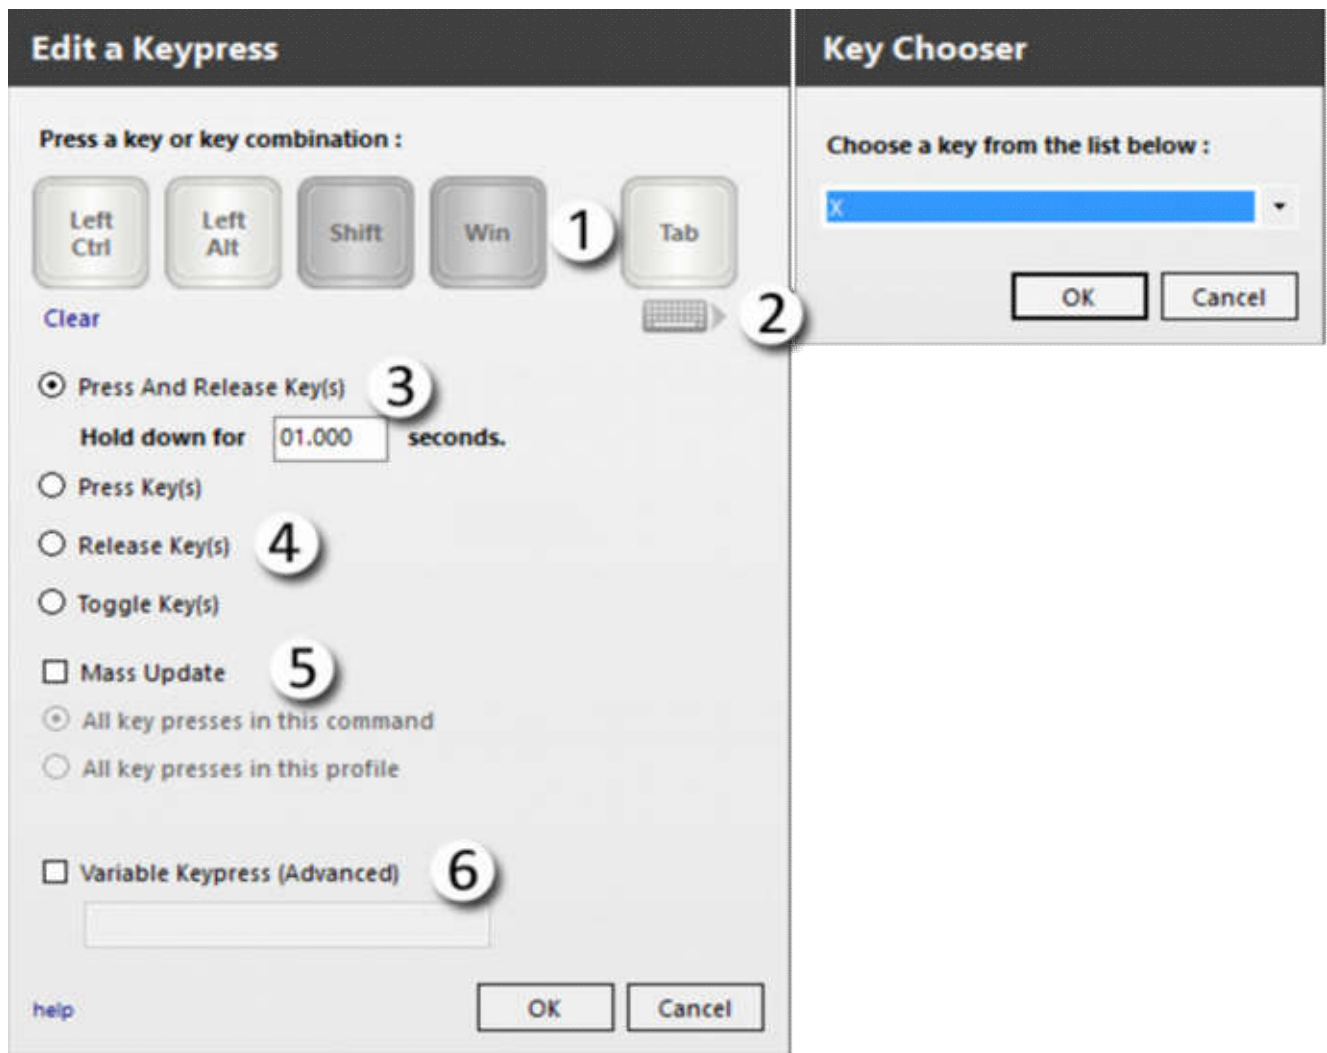 Edit a Keypress
Press a key or key combination :
Left Ctrl
Left Alt
Shift
Win
1
Tab
Clear
2
Press And Release Key(s)
3
Hold down for 01.000 seconds.
Press Key(s)
Release Key(s)
4
Toggle Key(s)
Mass Update
5
All key presses in this command
All key presses in this profile
Variable Keypress (Advanced)
6
help
OK
Cancel
Key Chooser
Choose a key from the list below :
X
OK
Cancel